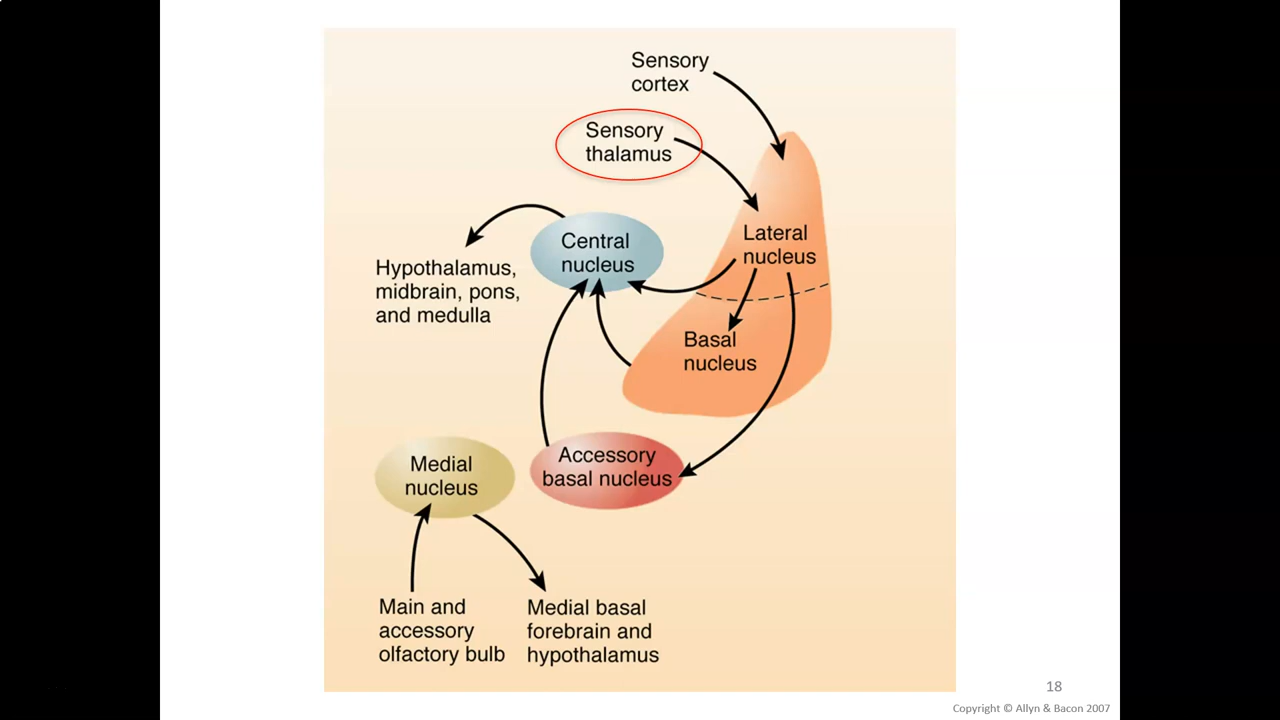 Sensory
cortex
Sensory
thalamus
Lateral
nucleus
Central
nucleus
Hypothalamus,
midbrain, pons,
and medulla
Basal
nucleus
Accessory
basal nucleus
Medial
nucleus
Main and
accessory
olfactory bulb
Medial basal
forebrain and
hypothalamus
18
Copyright © Allyn & Bacon 2007